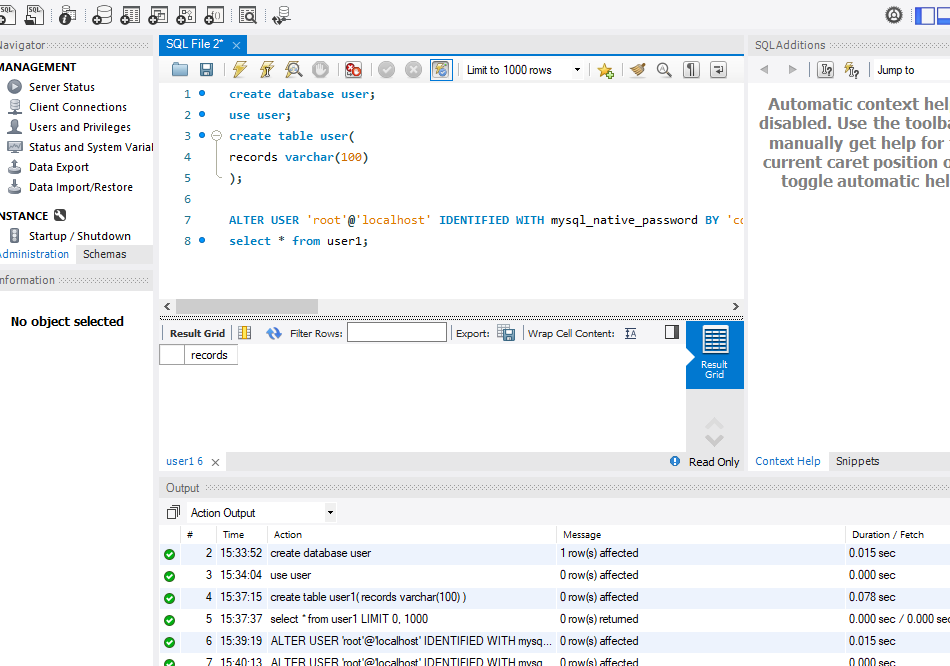 SQL SQL
Navigator
MANAGEMENT
Server Status
Client Connections
Users and Privileges
Status and System Varial
Data Export
Data Import/Restore
NSTANCE
Startup / Shutdown
Administration Schemas
Information
No object selected
SQL File 2* ×
Limit to 1000 rows
1 create database user;
2 use user;
3 create table user(
4 records varchar(100)
5 );
6
7 ALTER USER 'root'@'localhost' IDENTIFIED WITH mysql_native_password BY 'co
8 select * from user1;
Result Grid Filter Rows: Export: Wrap Cell Content:
records
Result
Grid
user1 6 × Read Only
SQLAdditions
Jump to
Automatic context hel
disabled. Use the toolba
manually get help for
current caret position o
toggle automatic hel
Context Help Snippets
Output
Action Output
# Time Action Message Duration / Fetch
2 15:33:52 create database user 1 row(s) affected 0.015 sec
3 15:34:04 use user 0 row(s) affected 0.000 sec
4 15:37:15 create table user1( records varchar(100) ) 0 row(s) affected 0.078 sec
5 15:37:37 select * from user1 LIMIT 0, 1000 0 row(s) returned 0.000 sec / 0.000 sec
6 15:39:19 ALTER USER 'root'@'localhost' IDENTIFIED WITH mysq... 0 row(s) affected 0.015 sec
7 15:40:13 ALTER USER 'root'@'localhost' IDENTIFIED WITH mysq 0 row(s) affected 0.000 sec